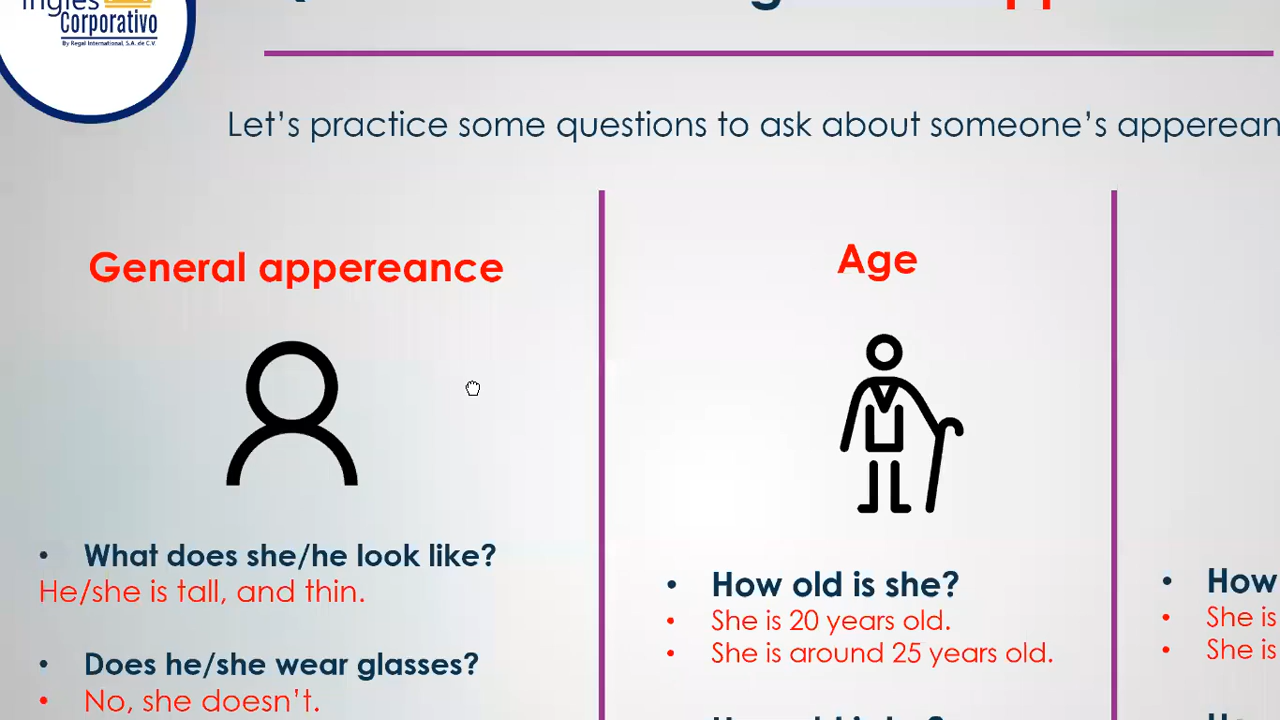 Inglés
Corporativo
By Regal International, S.A. de C.V.
Let's practice some questions to ask about someone's
General appereance
• What does she/he look like?
He/she is tall, and thin.
• Does he/she wear glasses?
• No, she doesn't.
Age
• How old is she?
• She is 20 years old.
• She is around 25 years old.
• How
• She is
• She is